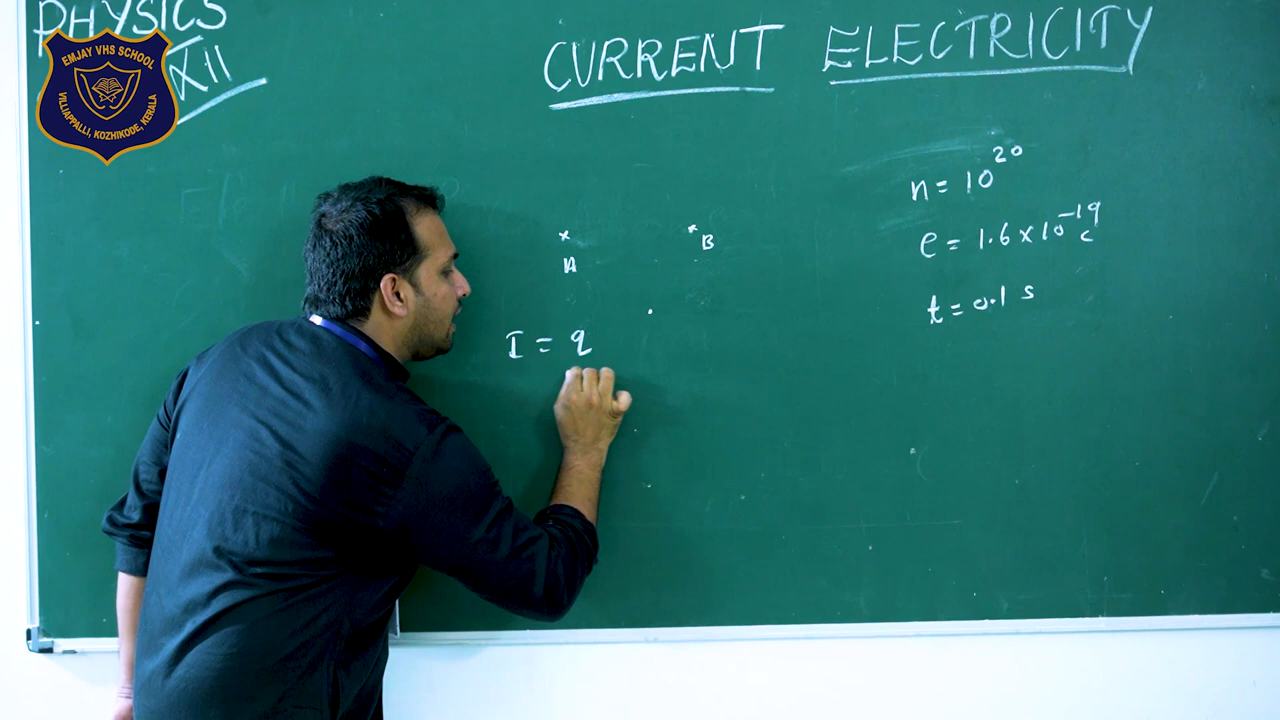 PHYSICS
XII
EMJAY VHS SCHOOL
VILLIAPPALLI, KOZHIKODE, KERALA
CURRENT ELECTRICITY
n = 10²⁰
e = 1.6 × 10⁻¹⁹ C
t = 0.1 s
A
B
I = q